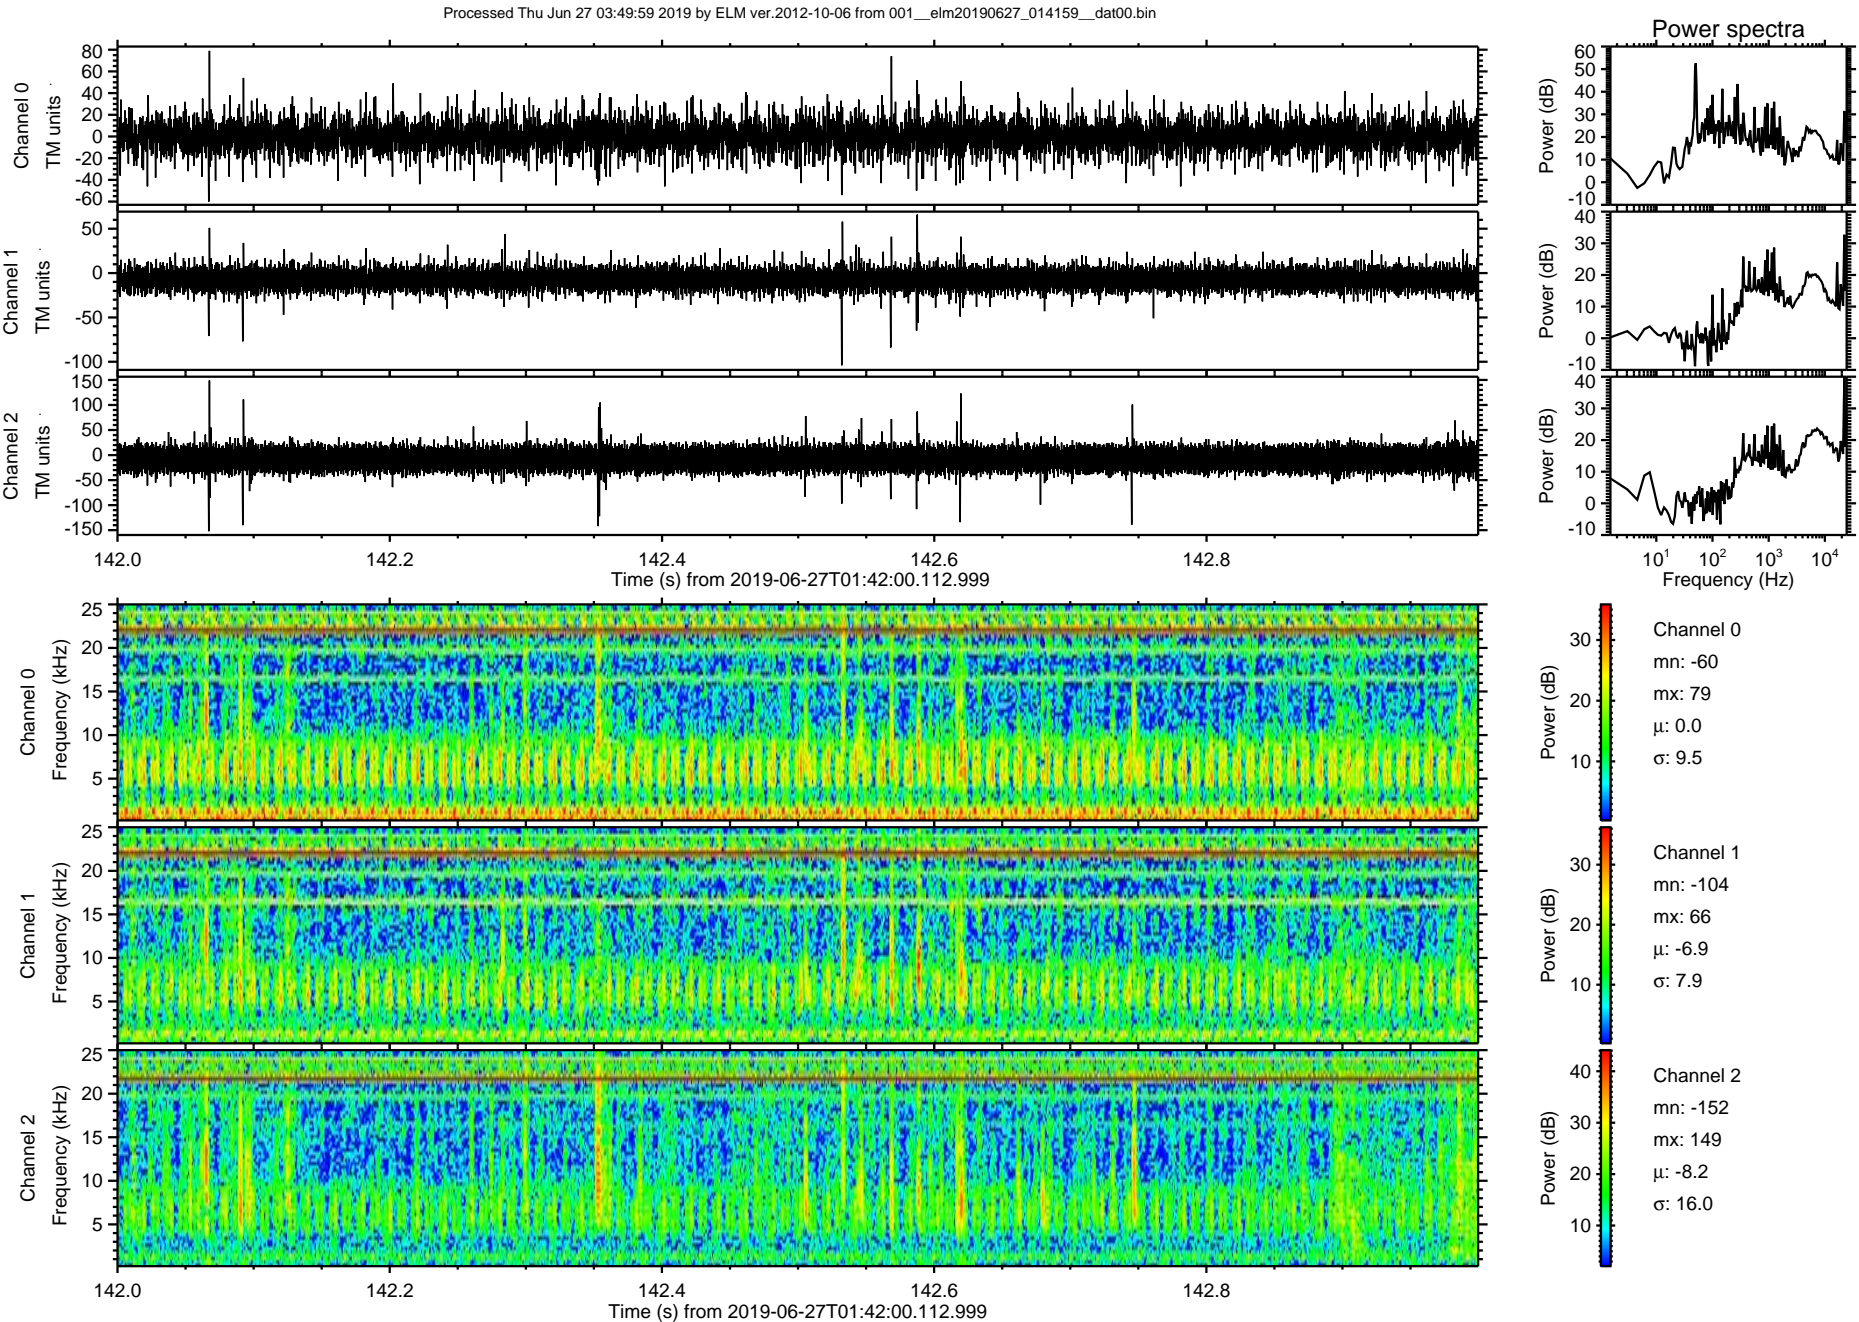 Processed Thu Jun 27 03:49:59 2019 by ELM ver.2012-10-06 from 001__elm20190627_014159__dat00.bin
Power spectra
Channel 0
TM units
80
60
40
20
0
-20
-40
-60
Power (dB)
60
50
40
30
20
10
0
-10
Channel 1
TM units
50
0
-50
-100
Power (dB)
40
30
20
10
0
-10
Channel 2
TM units
150
100
50
0
-50
-100
-150
Power (dB)
40
30
20
10
0
-10
142.0 142.2 142.4 142.6 142.8
Time (s) from 2019-06-27T01:42:00.112.999
10¹ 10² 10³ 10⁴
Frequency (Hz)
Channel 0
Frequency (kHz)
25
20
15
10
5
Power (dB)
30
20
10
Channel 0
mn: -60
mx: 79
μ: 0.0
σ: 9.5
Channel 1
Frequency (kHz)
25
20
15
10
5
Power (dB)
30
20
10
Channel 1
mn: -104
mx: 66
μ: -6.9
σ: 7.9
Channel 2
Frequency (kHz)
25
20
15
10
5
Power (dB)
40
30
20
10
Channel 2
mn: -152
mx: 149
μ: -8.2
σ: 16.0
142.0 142.2 142.4 142.6 142.8
Time (s) from 2019-06-27T01:42:00.112.999